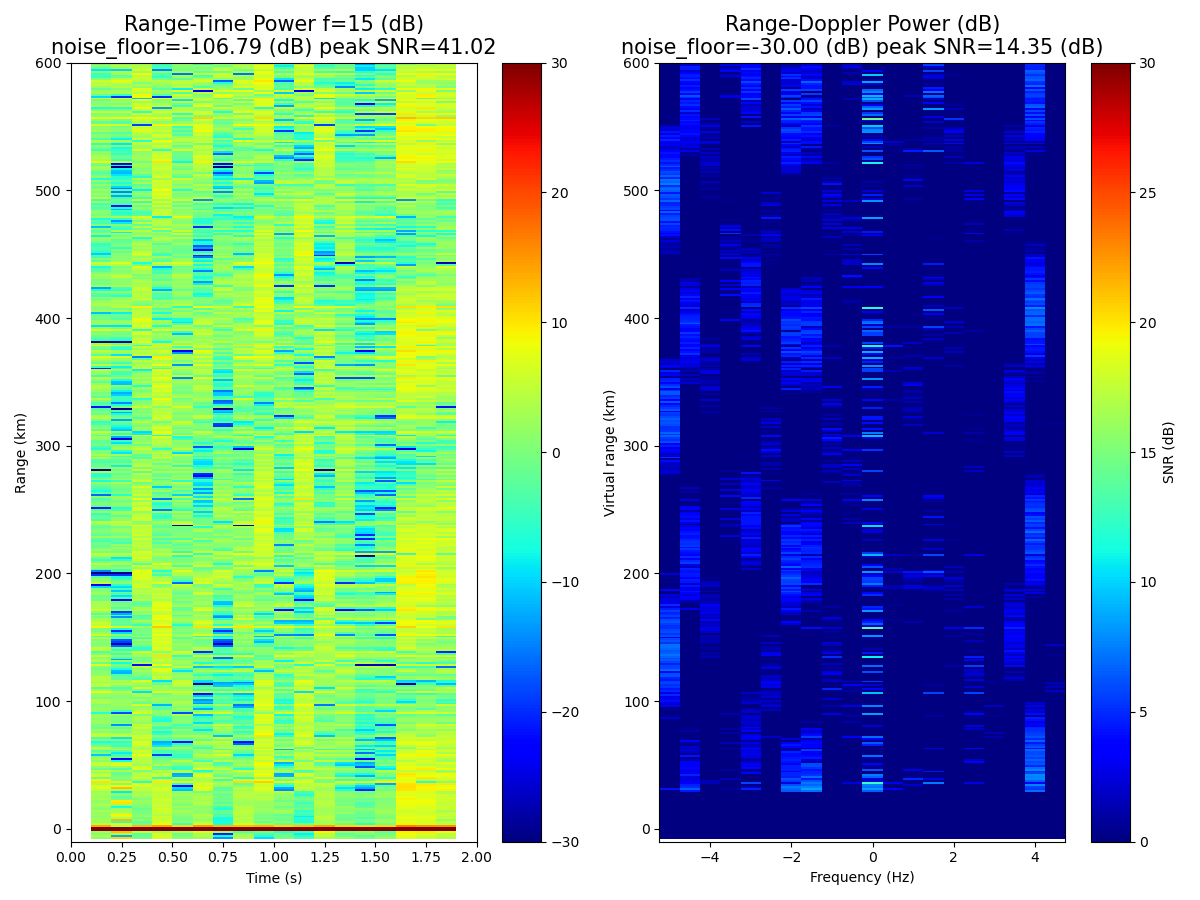 Range-Time Power f=15 (dB)
noise_floor=-106.79 (dB) peak SNR=41.02
Range-Doppler Power (dB)
noise_floor=-30.00 (dB) peak SNR=14.35 (dB)
600
500
400
300
200
100
0
Range (km)
0.00 0.25 0.50 0.75 1.00 1.25 1.50 1.75 2.00
Time (s)
30
20
10
0
−10
−20
−30
600
500
400
300
200
100
0
Virtual range (km)
−4 −2 0 2 4
Frequency (Hz)
30
25
20
15
10
5
0
SNR (dB)